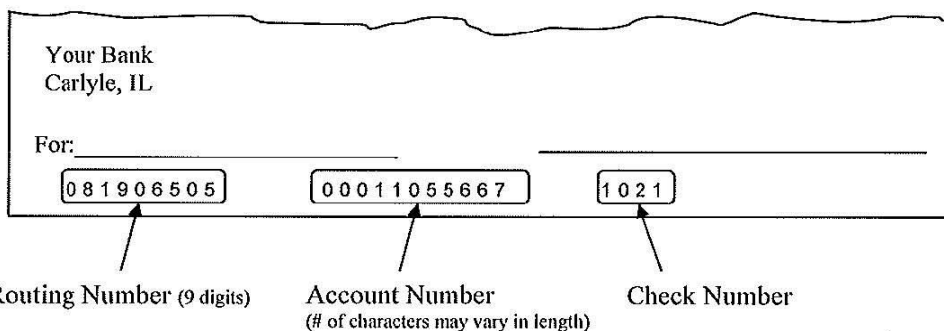 Your Bank
Carlyle, IL
For:
081906505 00011055667 1021
Routing Number (9 digits) Account Number Check Number
(# of characters may vary in length)